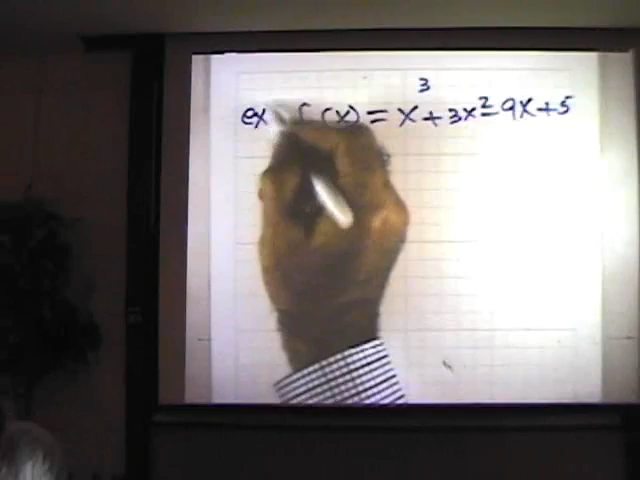 ex f(x) = x³ + 3x² - 9x + 5